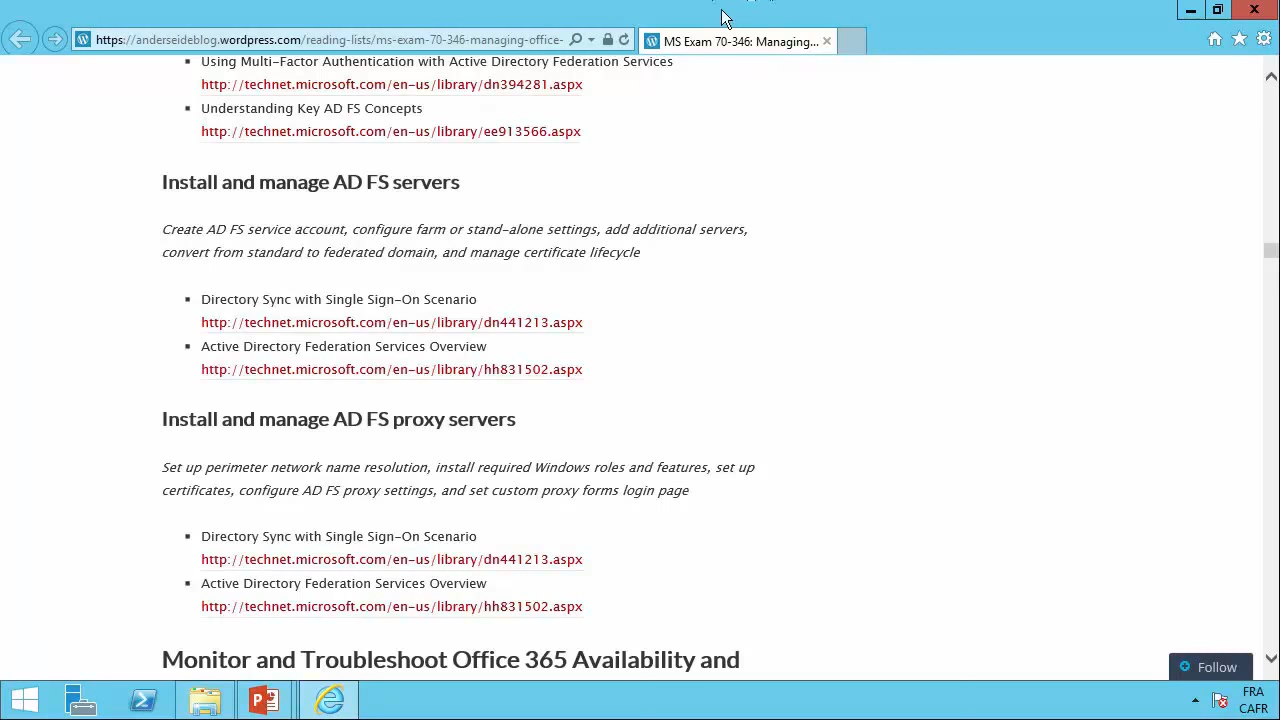 https://anderseideblog.wordpress.com/reading-lists/ms-exam-70-346-managing-office-
MS Exam 70-346: Managing...
Using Multi-Factor Authentication with Active Directory Federation Services
http://technet.microsoft.com/en-us/library/dn394281.aspx
Understanding Key AD FS Concepts
http://technet.microsoft.com/en-us/library/ee913566.aspx
Install and manage AD FS servers
Create AD FS service account, configure farm or stand-alone settings, add additional servers,
convert from standard to federated domain, and manage certificate lifecycle
Directory Sync with Single Sign-On Scenario
http://technet.microsoft.com/en-us/library/dn441213.aspx
Active Directory Federation Services Overview
http://technet.microsoft.com/en-us/library/hh831502.aspx
Install and manage AD FS proxy servers
Set up perimeter network name resolution, install required Windows roles and features, set up
certificates, configure AD FS proxy settings, and set custom proxy forms login page
Directory Sync with Single Sign-On Scenario
http://technet.microsoft.com/en-us/library/dn441213.aspx
Active Directory Federation Services Overview
http://technet.microsoft.com/en-us/library/hh831502.aspx
Monitor and Troubleshoot Office 365 Availability and
Follow
FRA
CAFR